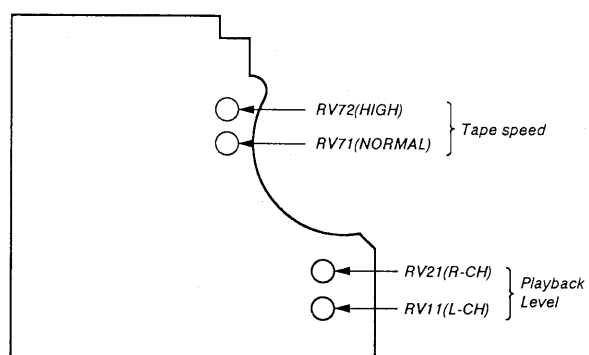 RV72(HIGH)
RV71(NORMAL)
Tape speed
RV21(R-CH)
RV11(L-CH)
Playback
Level